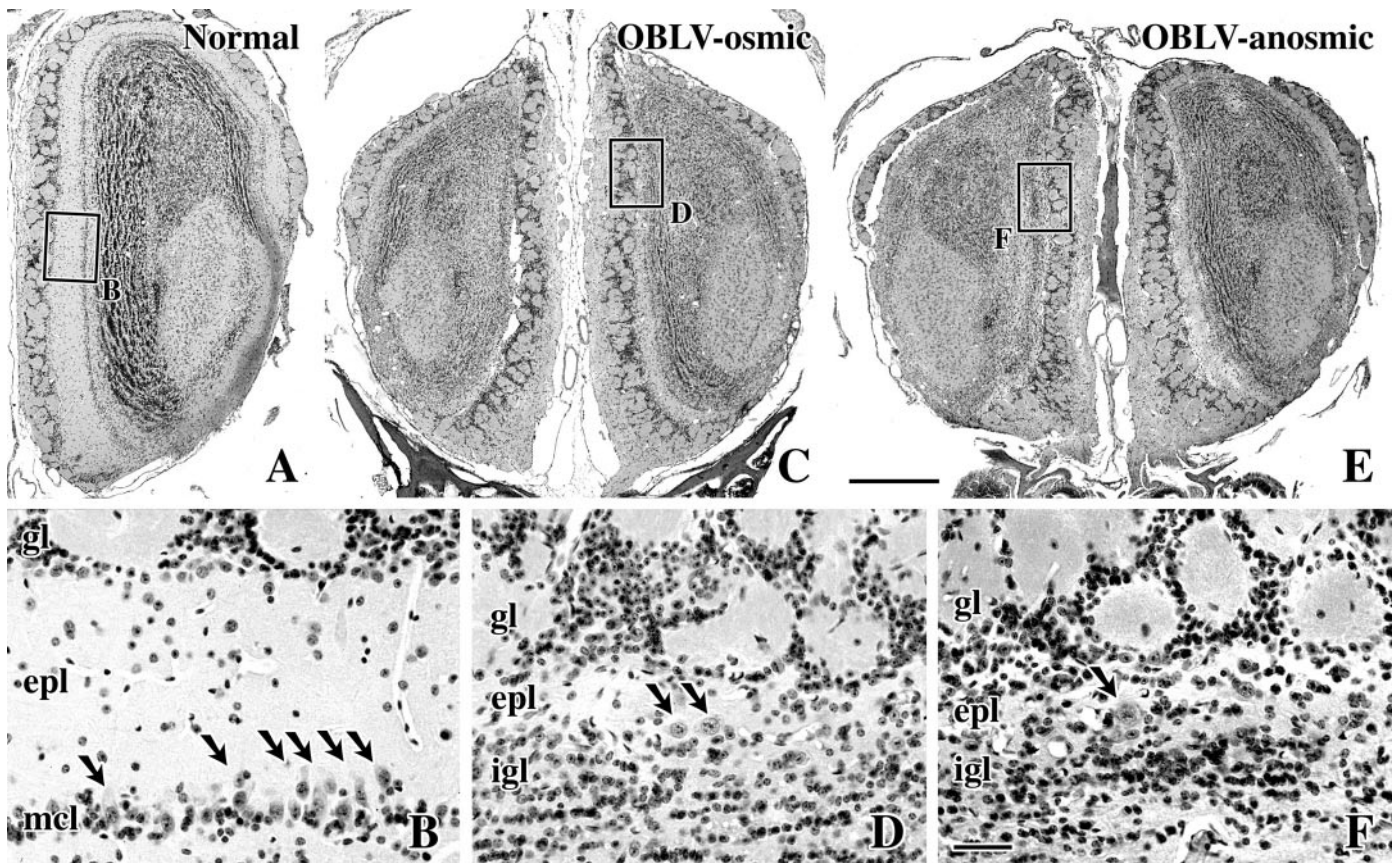 Normal
OBLV-osmic
OBLV-anosmic
B
D
F
A
C
E
gl
epl
mcl
B
gl
epl
igl
D
gl
epl
igl
F